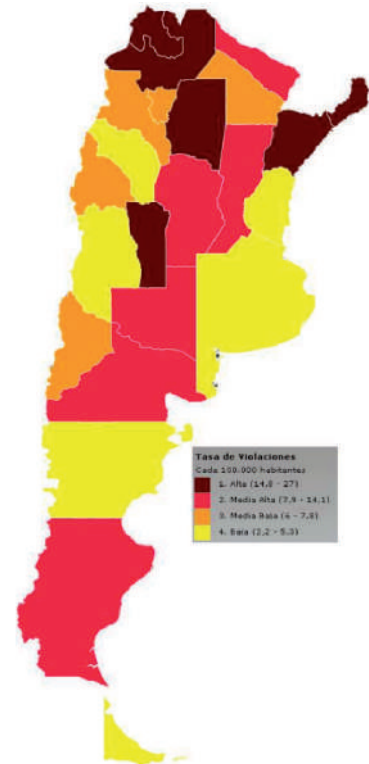 Tasa de Violaciones
Cada 100.000 habitantes
1. Alta (14,8 - 27)
2. Media Alta (7,9 - 14,1)
3. Media Baja (6 - 7,8)
4. Baja (2,2 - 5,3)